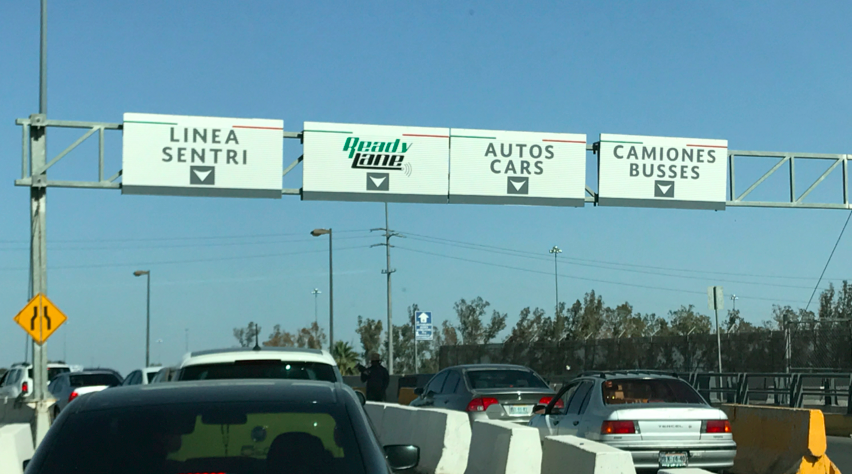 LINEA
SENTRI
Ready
Lane
AUTOS
CARS
CAMIONES
BUSSES